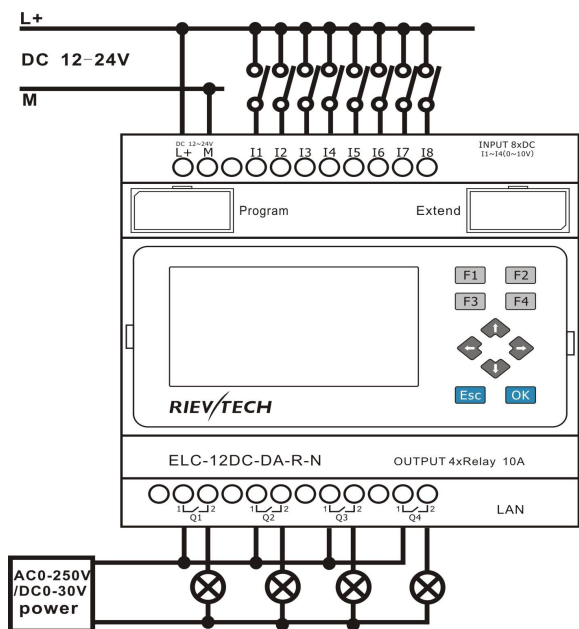 L+
DC 12-24V
M
DC 12~24V
L+ M I1 I2 I3 I4 I5 I6 I7 I8
INPUT 8xDC
I1~I4(0~10V)
Program
Extend
F1 F2
F3 F4
Esc OK
RIEVTECH
ELC-12DC-DA-R-N
OUTPUT 4xRelay 10A
1 2 1 2 1 2 1 2
Q1 Q2 Q3 Q4
LAN
AC0-250V
/DC0-30V
power